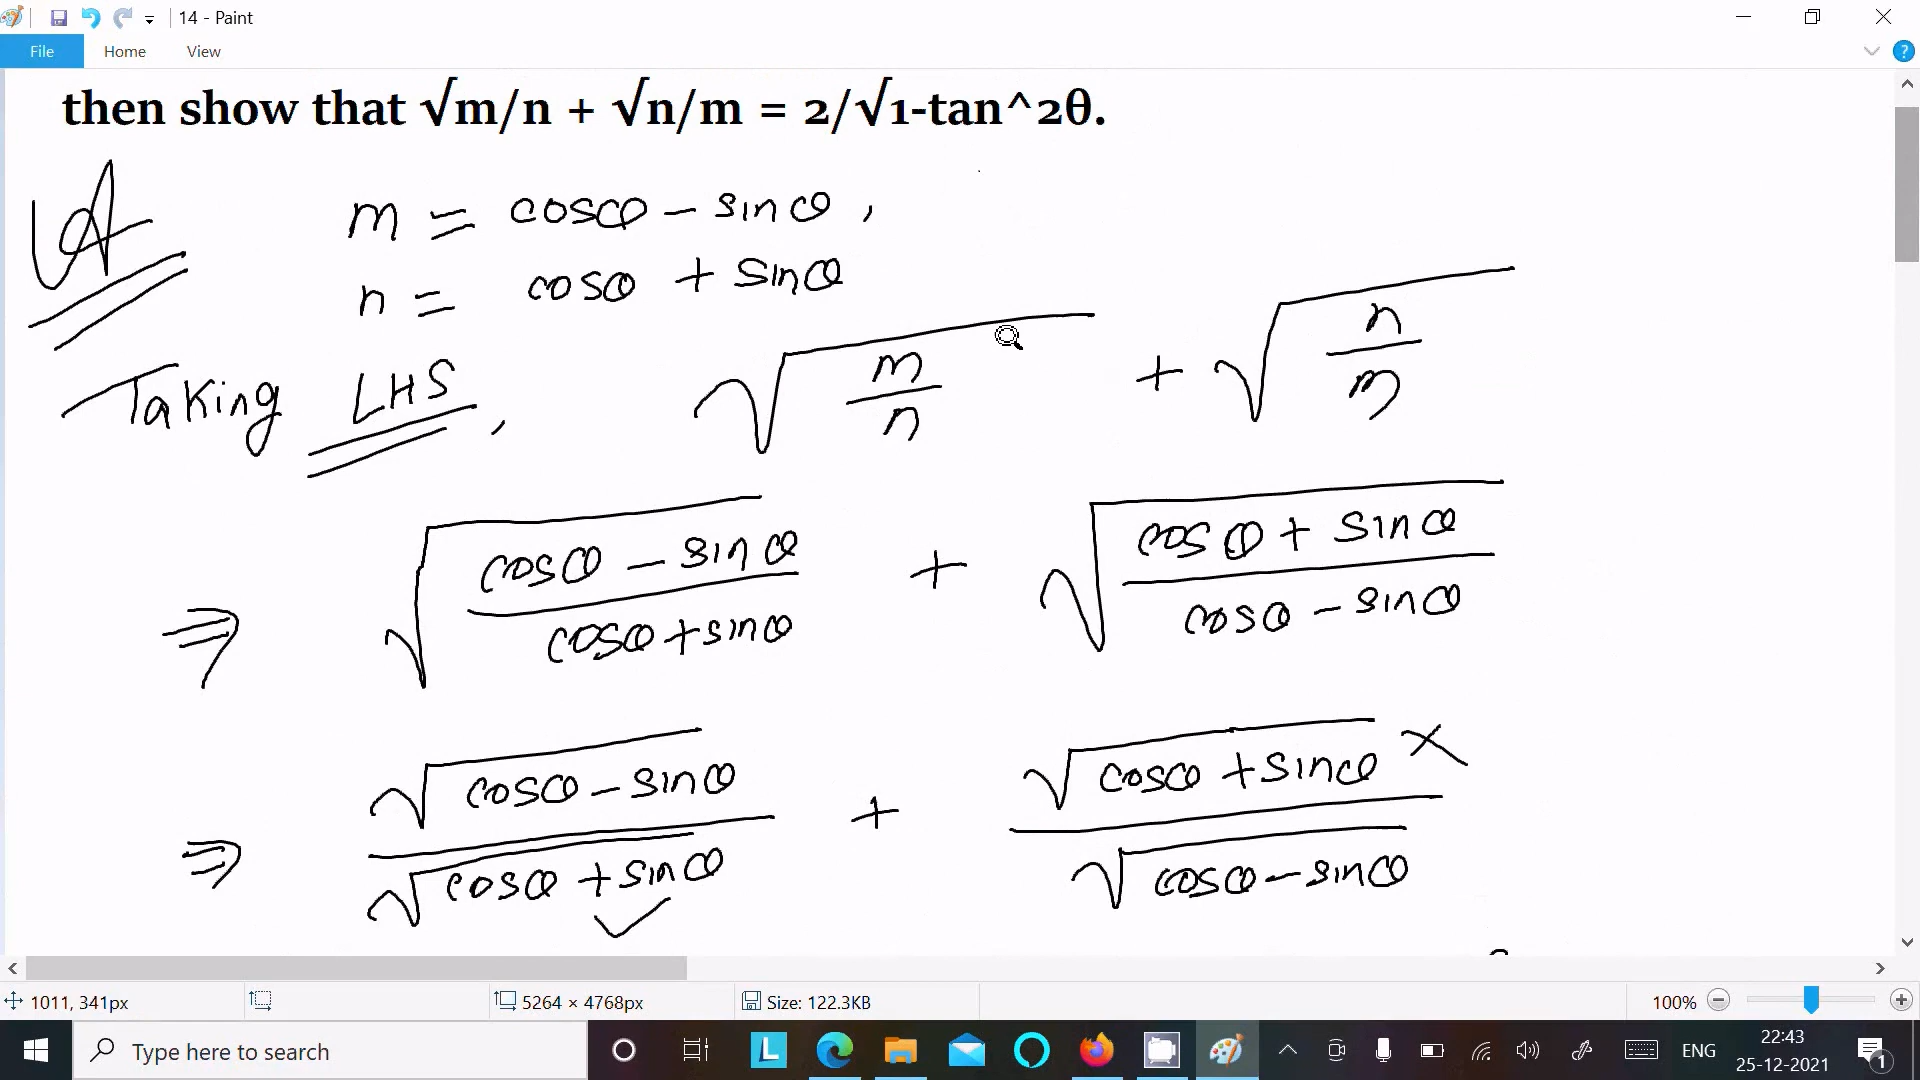 14 - Paint
File Home View
then show that √m/n + √n/m = 2/√1-tan^2θ.
m = cosθ - sinθ,
n = cosθ + sinθ
Taking LHS, √(m/n) + √(n/m)
⇒ √((cosθ - sinθ)/(cosθ + sinθ)) + √((cosθ + sinθ)/(cosθ - sinθ))
⇒ √(cosθ - sinθ)/√(cosθ + sinθ) + √(cosθ + sinθ)/√(cosθ - sinθ)
1011, 341px 5264 × 4768px Size: 122.3KB 100%
Type here to search
ENG 22:43
25-12-2021
1